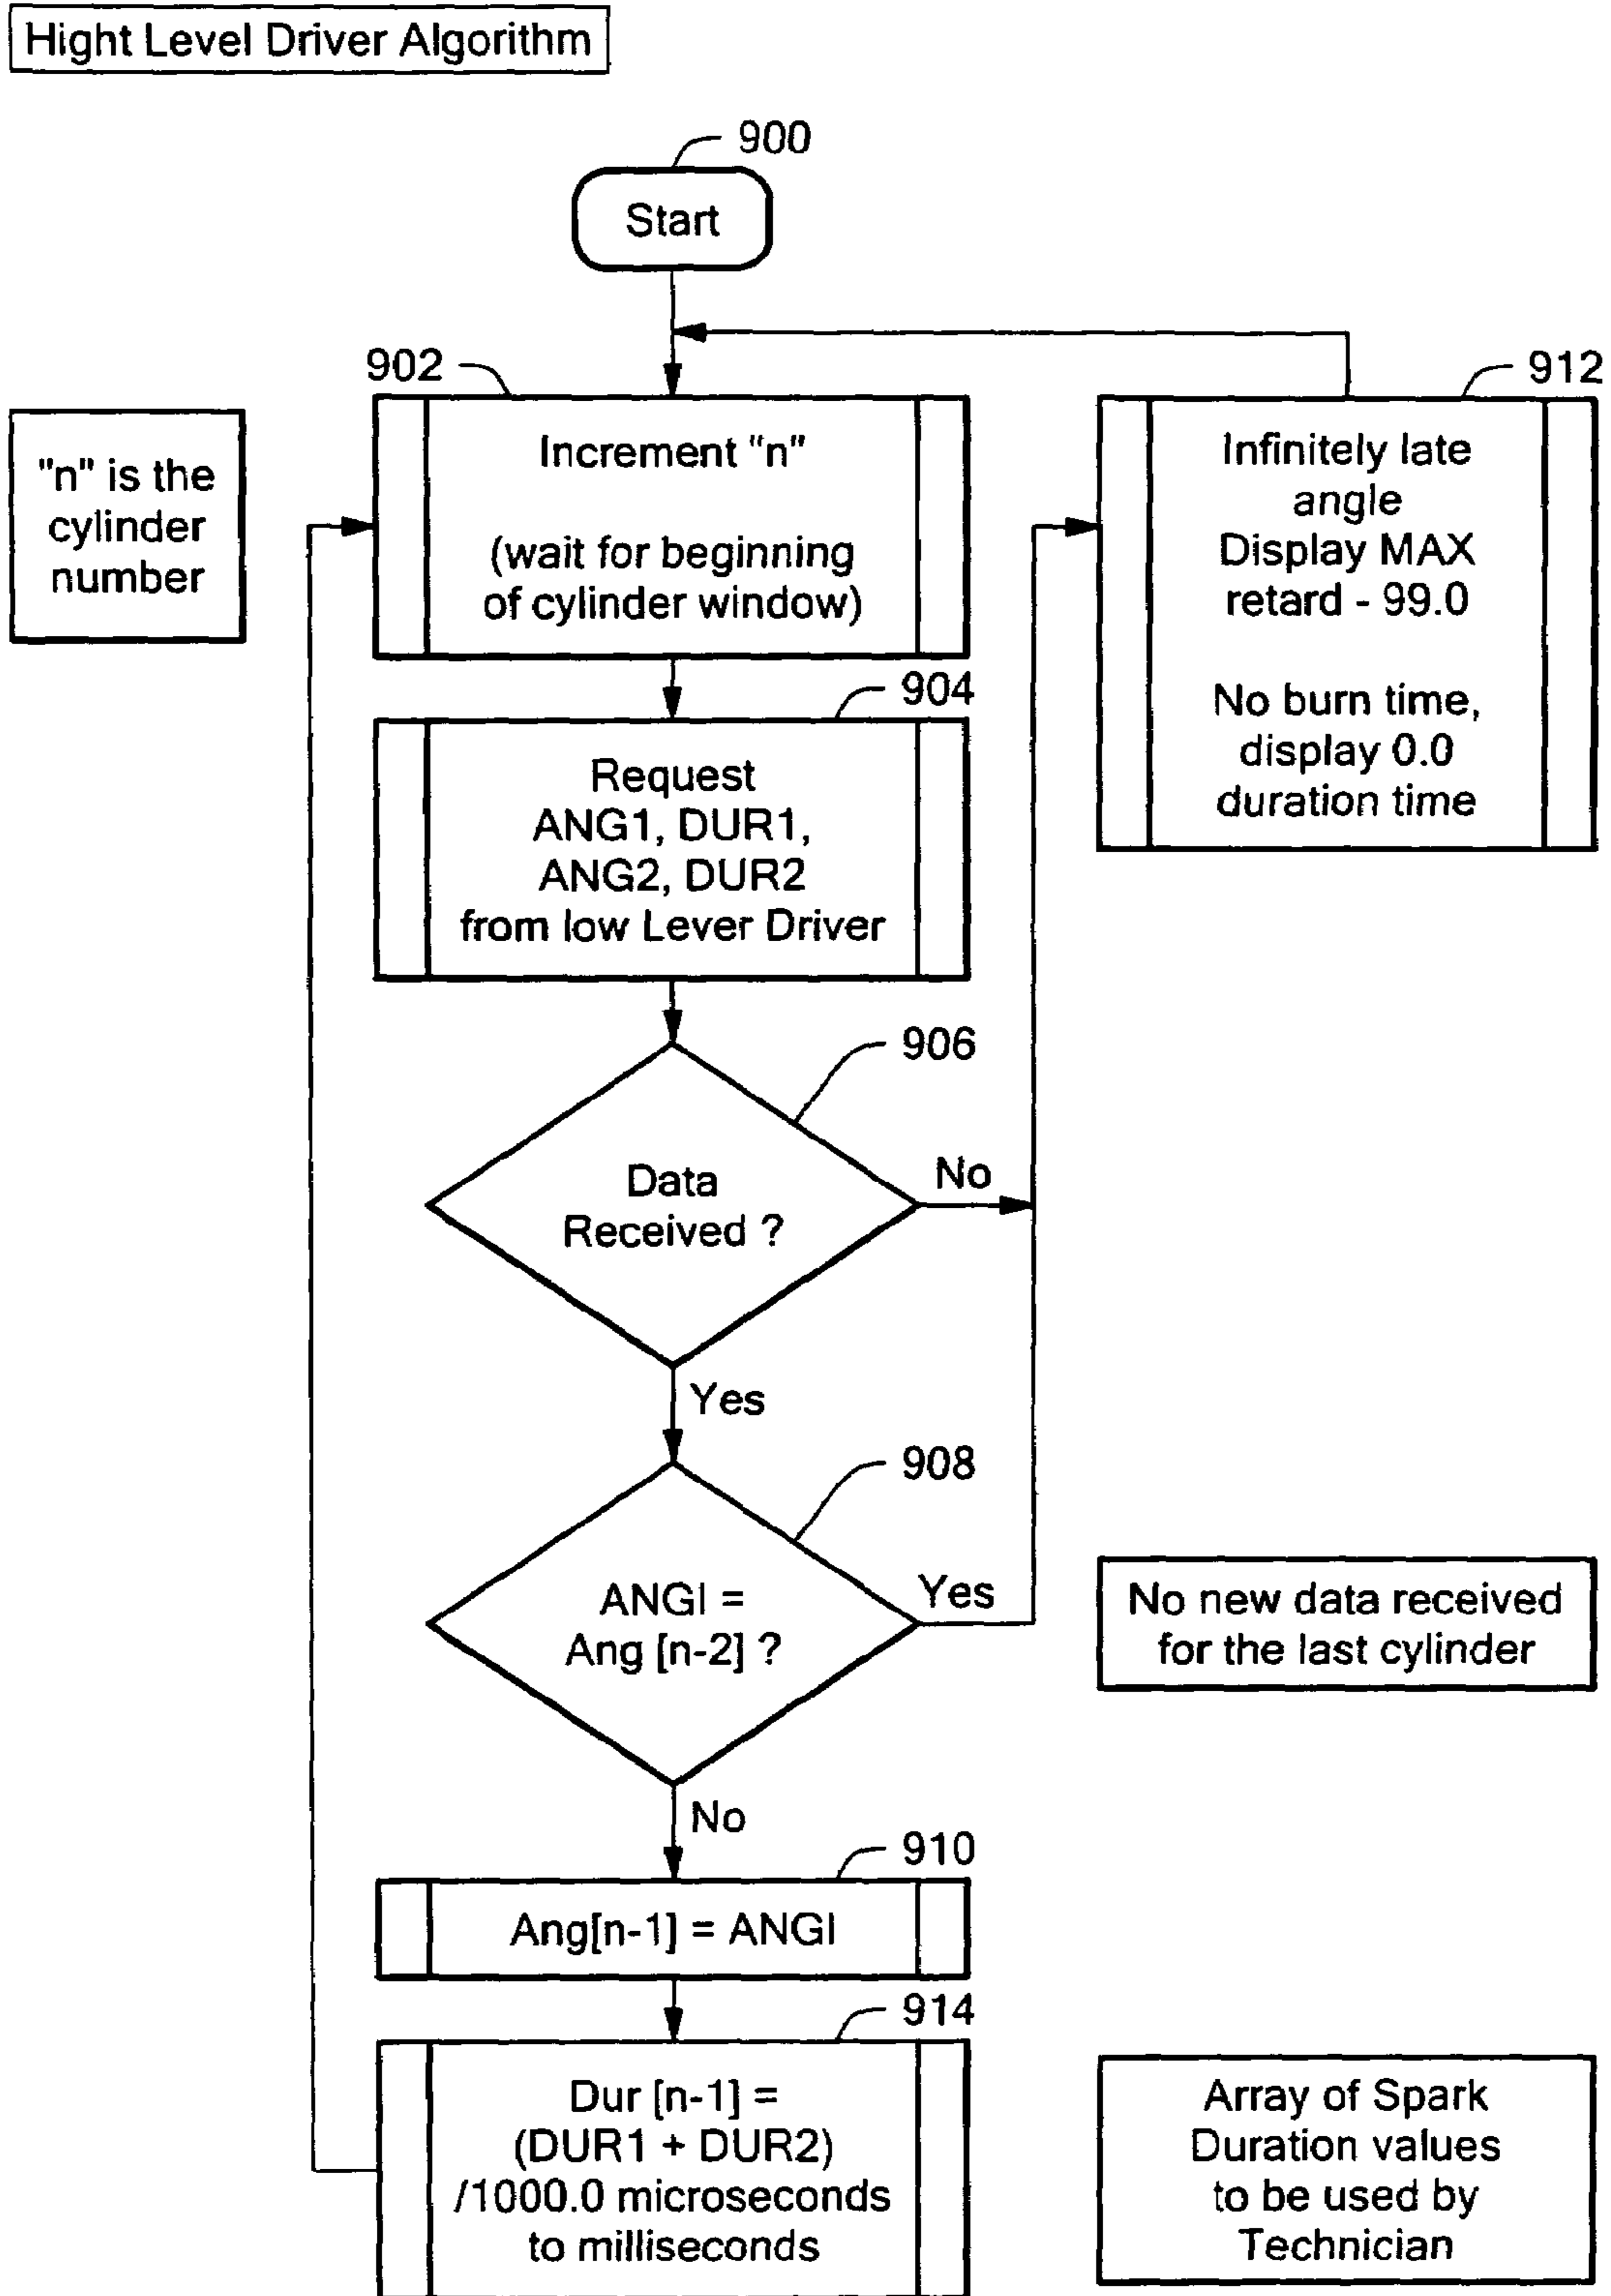 Hight Level Driver Algorithm
900
Start
902
912
"n" is the
cylinder
number
Increment "n"
(wait for beginning
of cylinder window)
Infinitely late
angle
Display MAX
retard - 99.0
No burn time,
display 0.0
duration time
904
Request
ANG1, DUR1,
ANG2, DUR2
from low Lever Driver
906
Data
Received ?
No
Yes
908
ANGI =
Ang [n-2] ?
Yes
No new data received
for the last cylinder
No
910
Ang[n-1] = ANGI
914
Dur [n-1] =
(DUR1 + DUR2)
/1000.0 microseconds
to milliseconds
Array of Spark
Duration values
to be used by
Technician